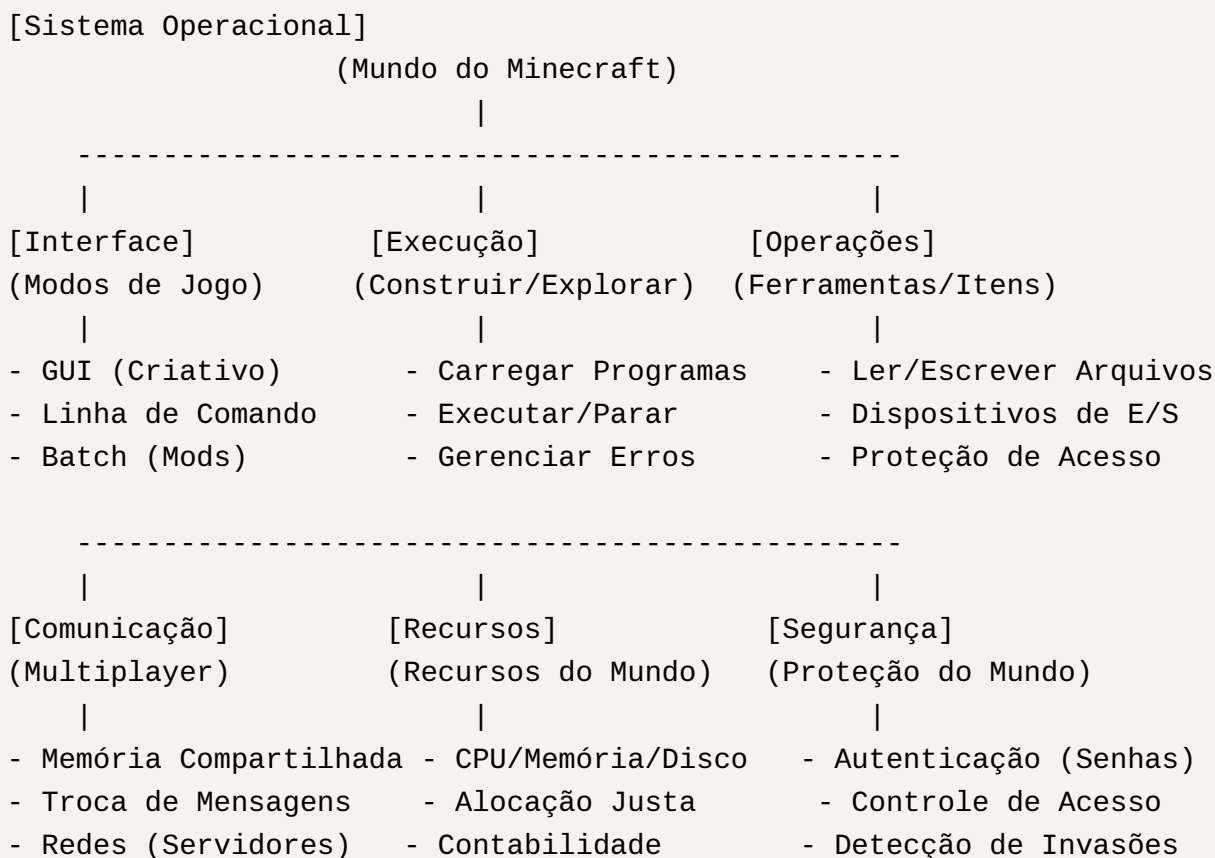 [Sistema Operacional]
(Mundo do Minecraft)
|
-----------------------------------------------
| | |
[Interface] [Execução] [Operações]
(Modos de Jogo) (Construir/Explorar) (Ferramentas/Itens)
| | |
- GUI (Criativo) - Carregar Programas - Ler/Escrever Arquivos
- Linha de Comando - Executar/Parar - Dispositivos de E/S
- Batch (Mods) - Gerenciar Erros - Proteção de Acesso
-----------------------------------------------
| | |
[Comunicação] [Recursos] [Segurança]
(Multiplayer) (Recursos do Mundo) (Proteção do Mundo)
| | |
- Memória Compartilhada - CPU/Memória/Disco - Autenticação (Senhas)
- Troca de Mensagens - Alocação Justa - Controle de Acesso
- Redes (Servidores) - Contabilidade - Detecção de Invasões